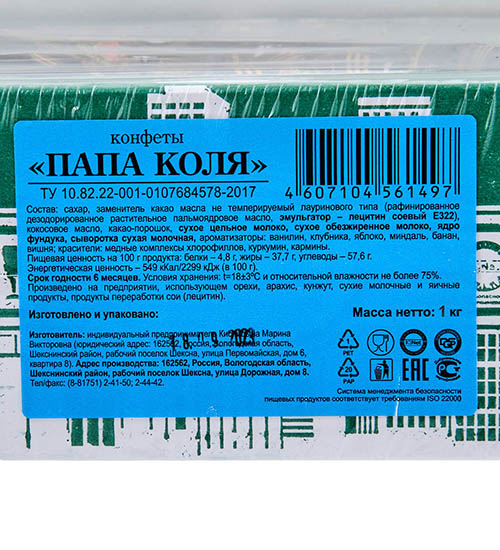 конфеты
«ПАПА КОЛЯ»
ТУ 10.82.22-001-0107684578-2017
4 607104 561497
Состав: сахар, заменитель какао масла не темперируемый лауринового типа (рафинированное
дезодорированное растительное пальмоядровое масло, эмульгатор – лецитин соевый E322),
кокосовое масло, какао-порошок, сухое цельное молоко, сухое обезжиренное молоко, ядро
фундука, сыворотка сухая молочная, ароматизаторы: ванилин, клубника, яблоко, миндаль, банан,
вишня; красители: медные комплексы хлорофиллов, куркумин, кармины.
Пищевая ценность на 100 г продукта: белки – 4,8 г, жиры – 37,7 г, углеводы – 57,6 г.
Энергетическая ценность – 549 кКал/2299 кДж (в 100 г).
Срок годности 6 месяцев. Условия хранения: t=18±3°С и относительной влажности не более 75%.
Произведено на предприятии, использующем орехи, арахис, кунжут, сухие молочные и яичные
продукты, продукты переработки сои (лецитин).
Изготовлено и упаковано:
Масса нетто: 1 кг
Изготовитель: индивидуальный предприниматель Марина
Викторовна (юридический адрес: 162562, Россия, Вологодская область,
Шекснинский район, рабочий поселок Шексна, улица Первомайская, дом 6,
квартира 8). Адрес производства: 162562, Россия, Вологодская область,
Шекснинский район, рабочий поселок Шексна, улица Дорожная, дом 8.
Тел/факс: (8-81751) 2-41-50; 2-44-42.
1
PET
20
PAP
EAC
Система менеджмента безопасности
пищевых продуктов соответствует требованиям ISO 22000